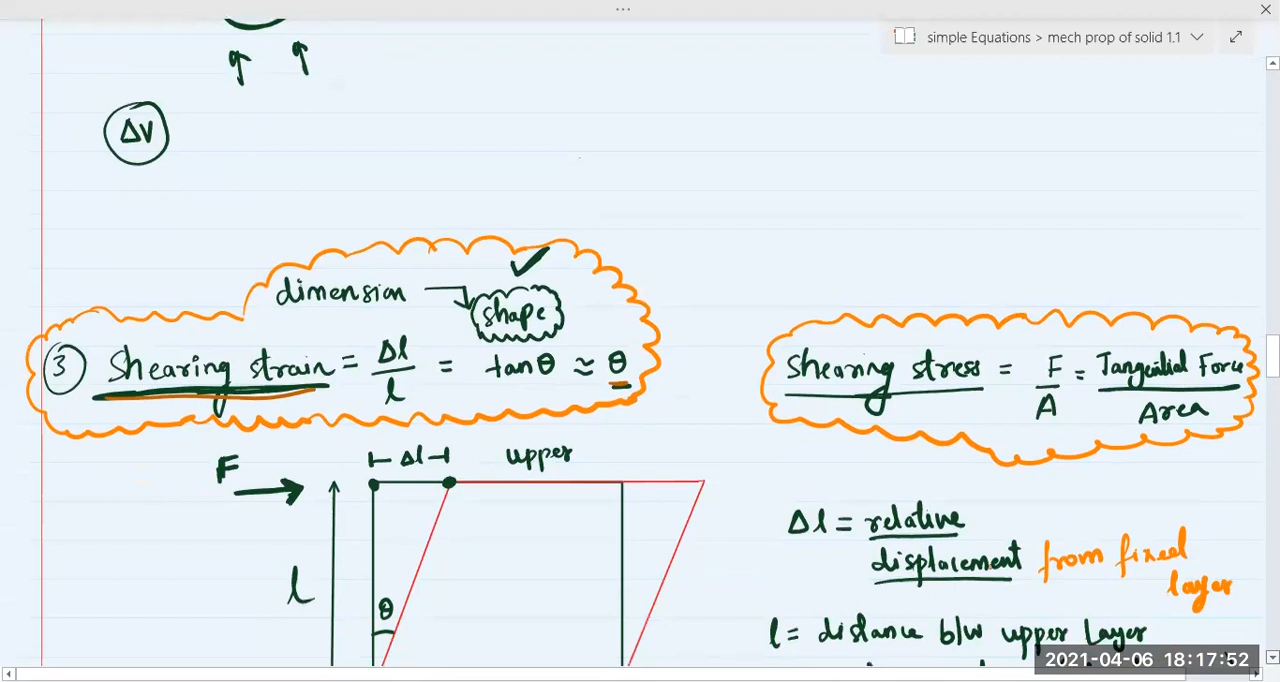 simple Equations > mech prop of solid 1.1
ΔV
dimension
shape
③ Shearing strain = Δl/l = tanθ ≈ θ
Shearing stress = F/A = Tangential Force/Area
F
Δl
upper
l
θ
Δl = relative
displacement from fixed
layer
l = distance b/w upper layer
2021-04-06 18:17:52